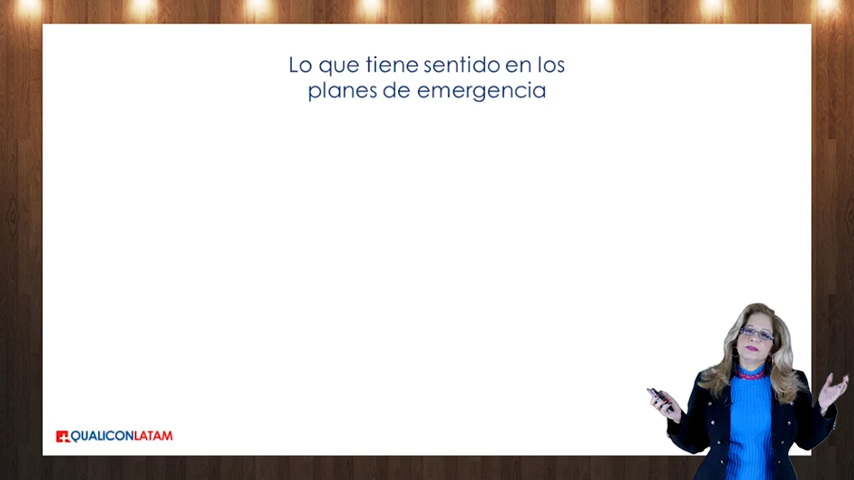 Lo que tiene sentido en los
planes de emergencia
QUALICONLATAM